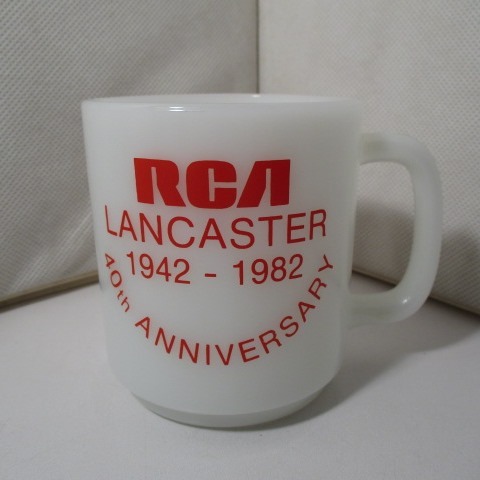 RCA
LANCASTER
1942 - 1982
40th ANNIVERSARY